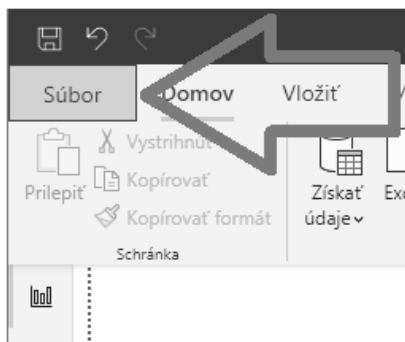 Súbor Domov Vložiť
Vystrihnúť
Prilepiť Kopírovať
Kopírovať formát
Získať
údaje
Schránka